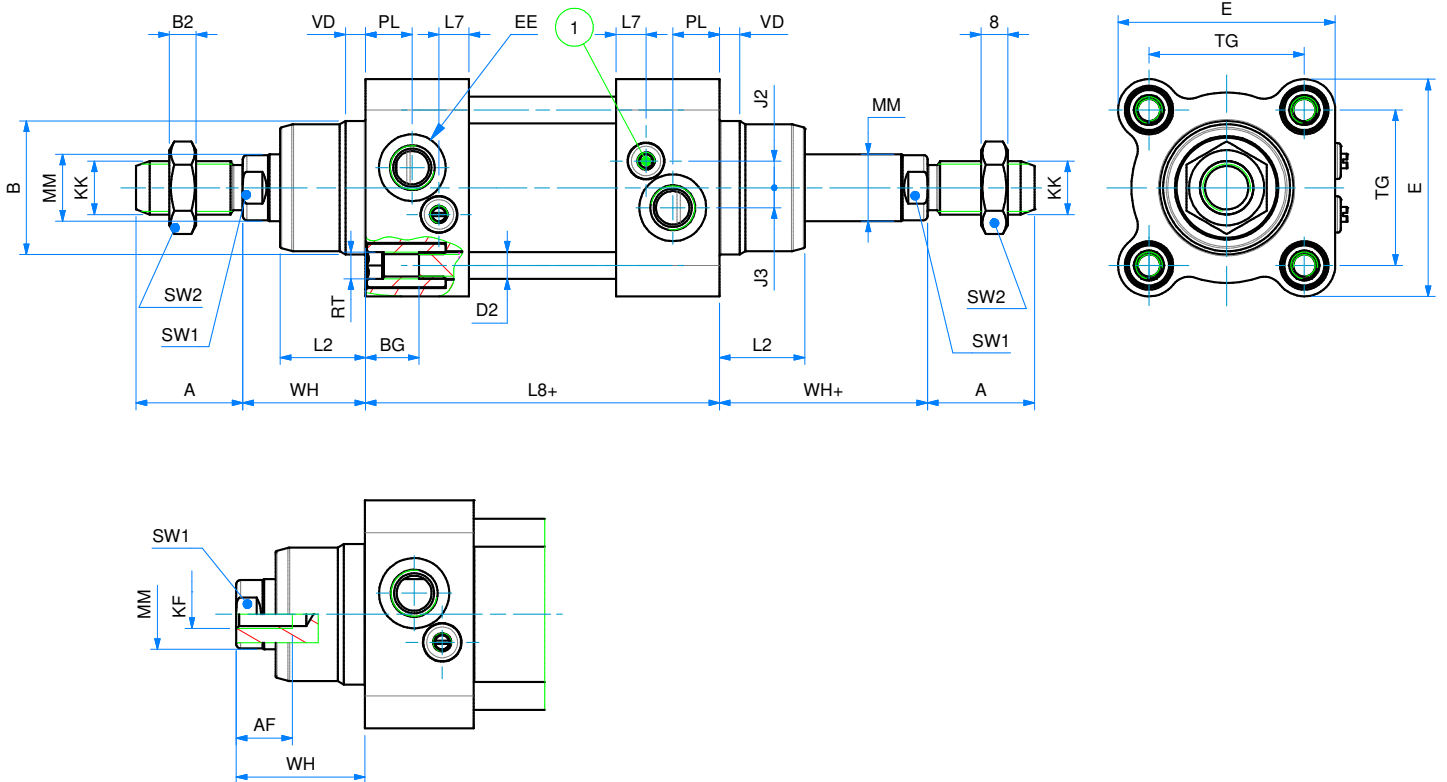 B2 VD PL L7 EE 1 L7 PL VD 8 E
TG
J2
MM
B MM KK KK TG E
RT D2 J3
SW2 SW2
SW1 SW1
L2 BG L2
A WH L8+ WH+ A
SW1
MM KF
AF
WH